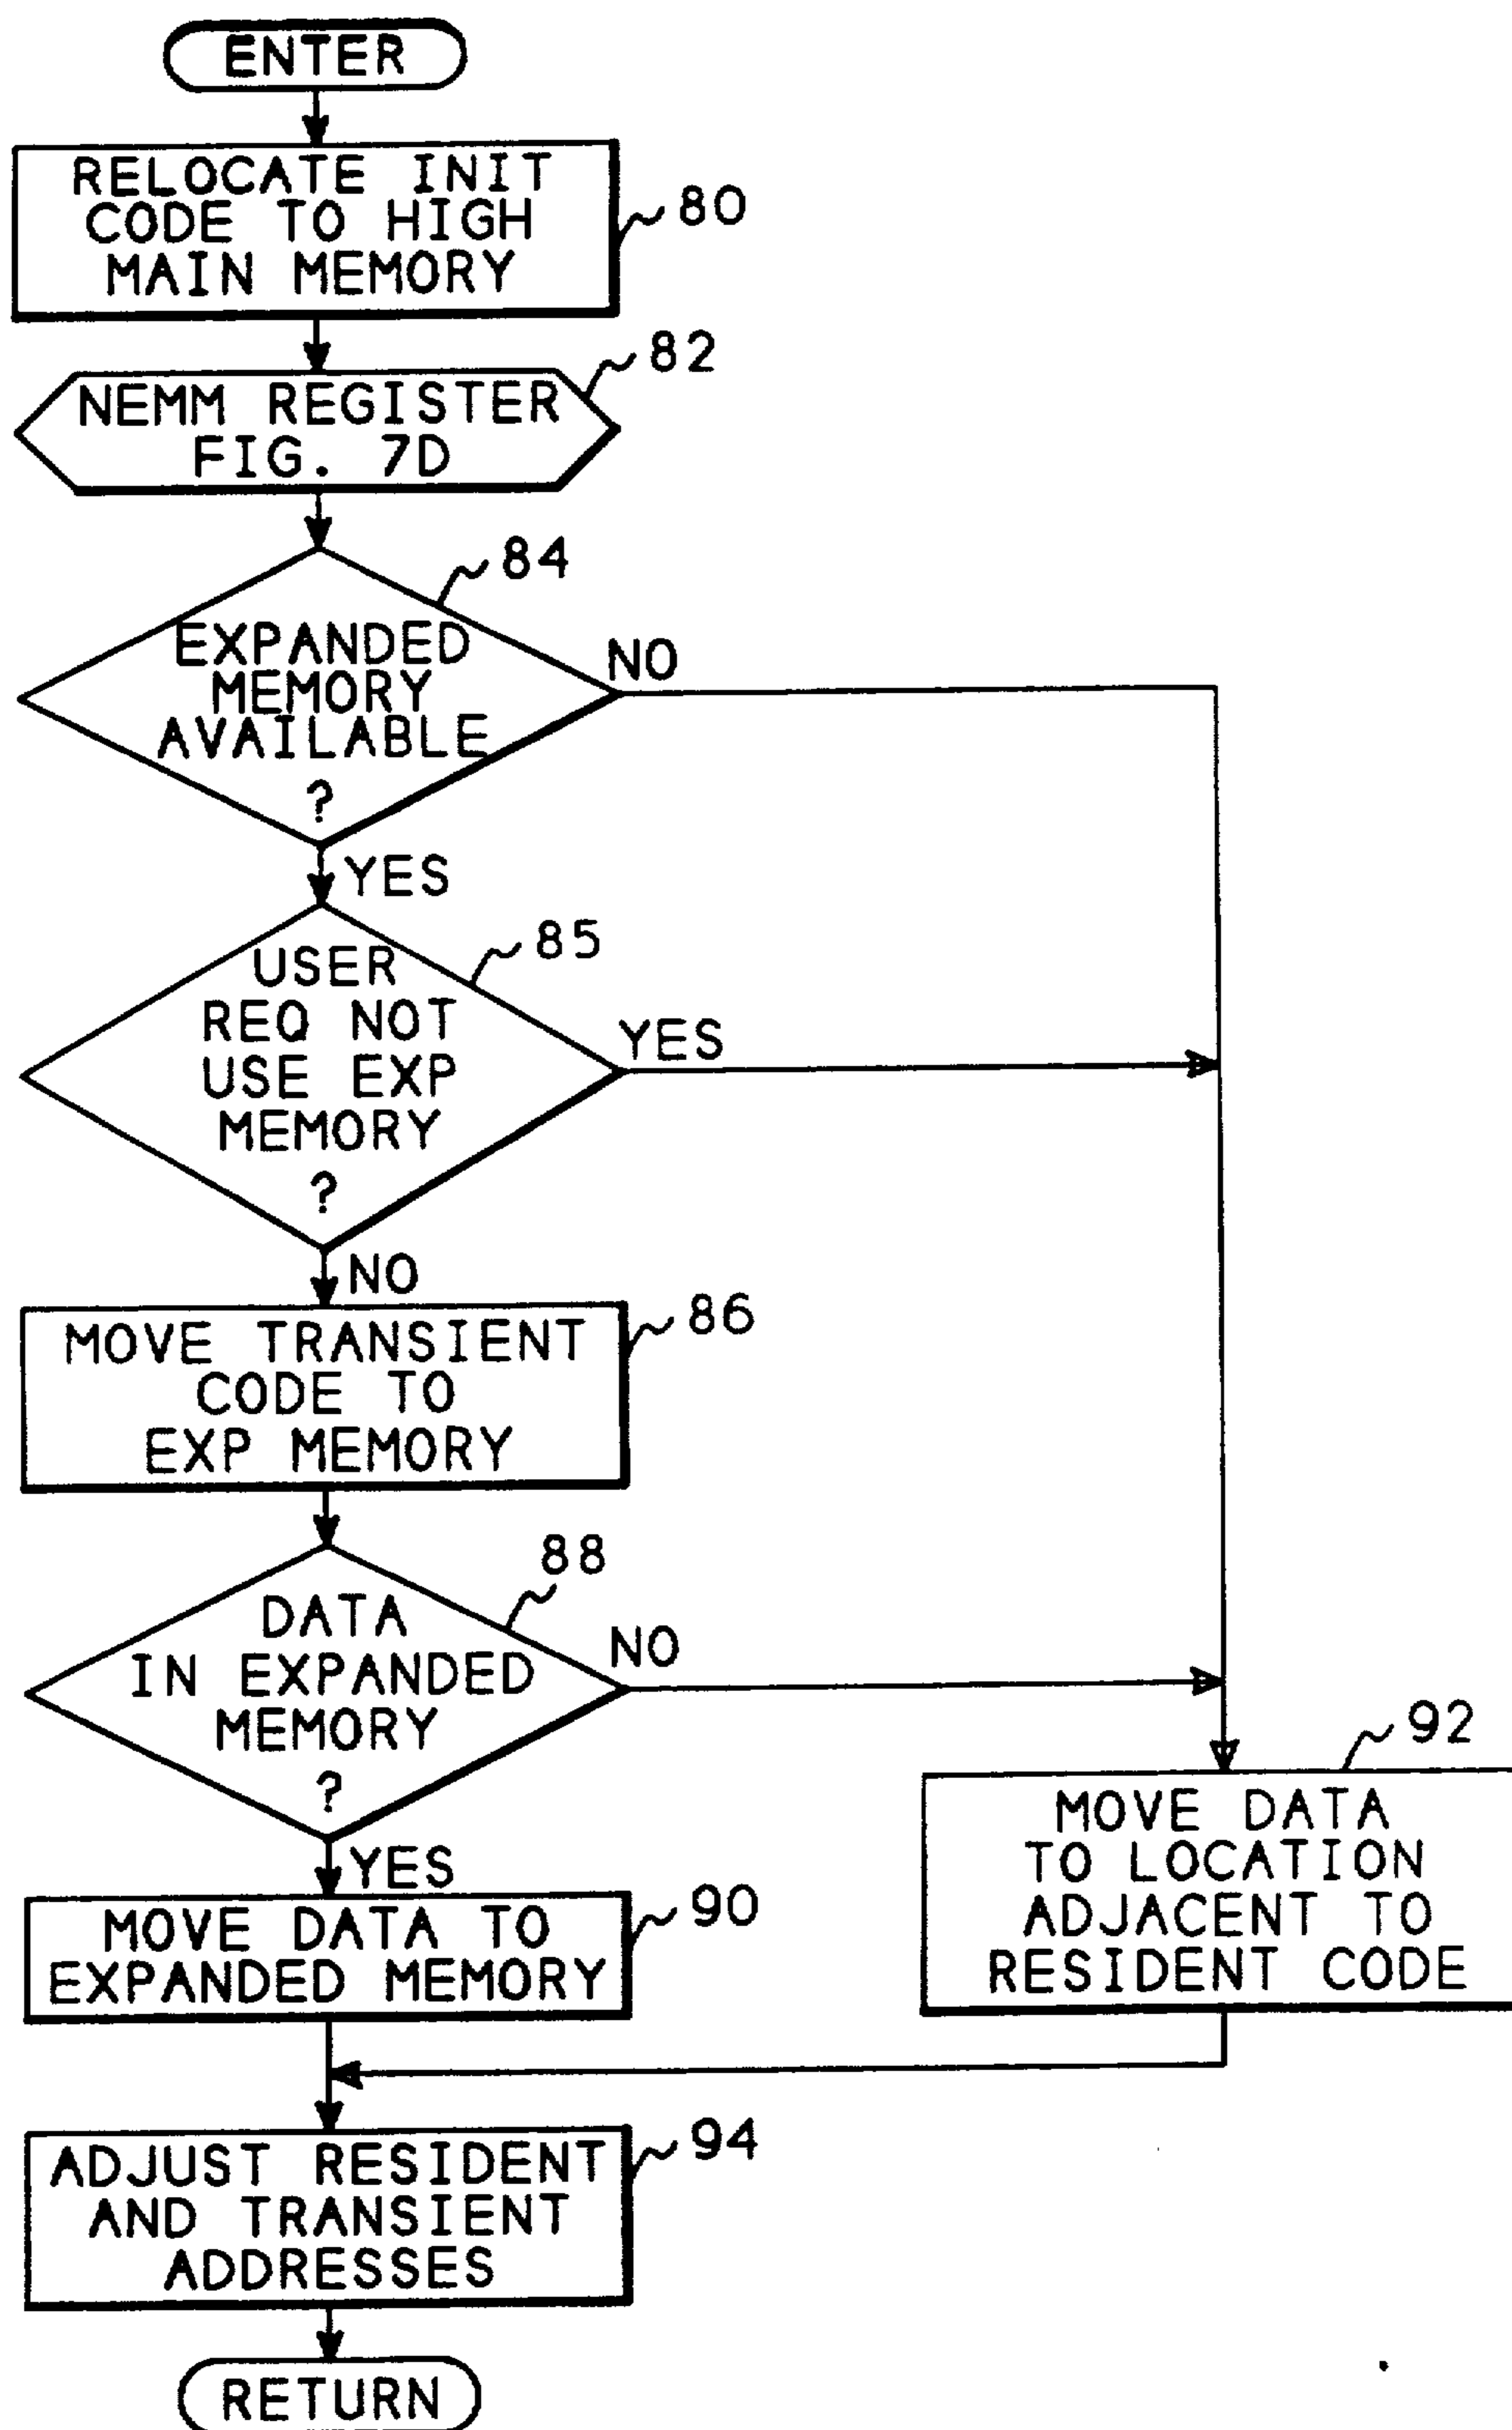 ENTER
RELOCATE INIT
CODE TO HIGH
MAIN MEMORY
80
NEMM REGISTER
FIG. 7D
82
84
EXPANDED
MEMORY
AVAILABLE
?
NO
YES
85
USER
REQ NOT
USE EXP
MEMORY
?
YES
NO
MOVE TRANSIENT
CODE TO
EXP MEMORY
86
88
DATA
IN EXPANDED
MEMORY
?
NO
YES
MOVE DATA TO
EXPANDED MEMORY
90
92
MOVE DATA
TO LOCATION
ADJACENT TO
RESIDENT CODE
ADJUST RESIDENT
AND TRANSIENT
ADDRESSES
94
RETURN